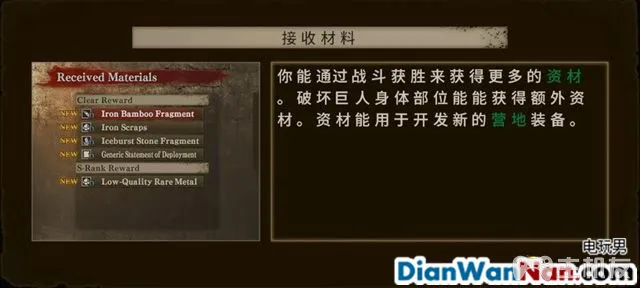 接收材料
Received Materials
Clear Reward
NEW Iron Bamboo Fragment
NEW Iron Scraps
NEW Iceburst Stone Fragment
NEW Generic Statement of Deployment
S-Rank Reward
NEW Low-Quality Rare Metal
你能通过战斗获胜来获得更多的资材
。破坏巨人身体部位能能获得额外资
材。资材能用于开发新的营地装备。
电玩男
DianWanNan.com